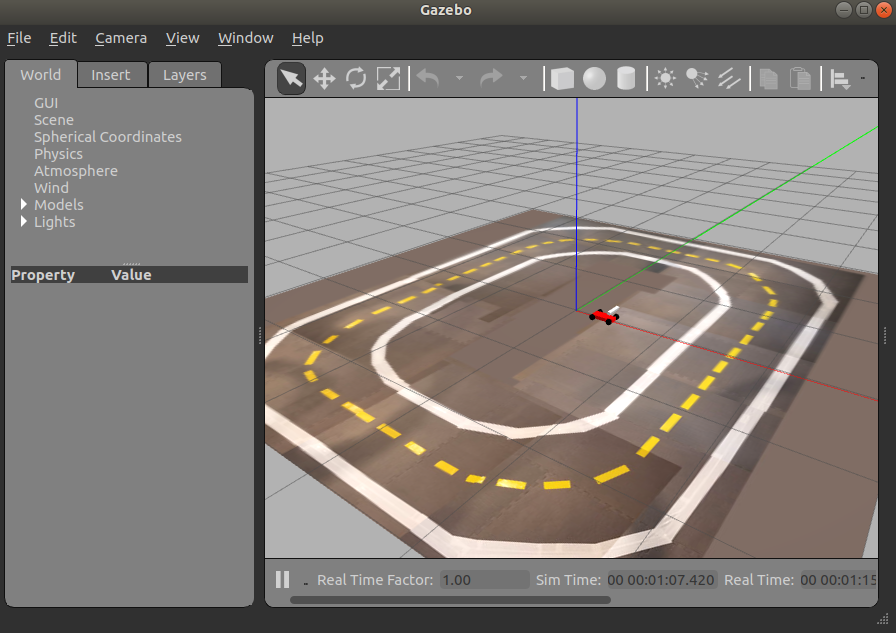 Gazebo
File Edit Camera View Window Help
World Insert Layers
GUI
Scene
Spherical Coordinates
Physics
Atmosphere
Wind
Models
Lights
Property Value
Real Time Factor: 1.00 Sim Time: 00 00:01:07.420 Real Time: 00 00:01:15